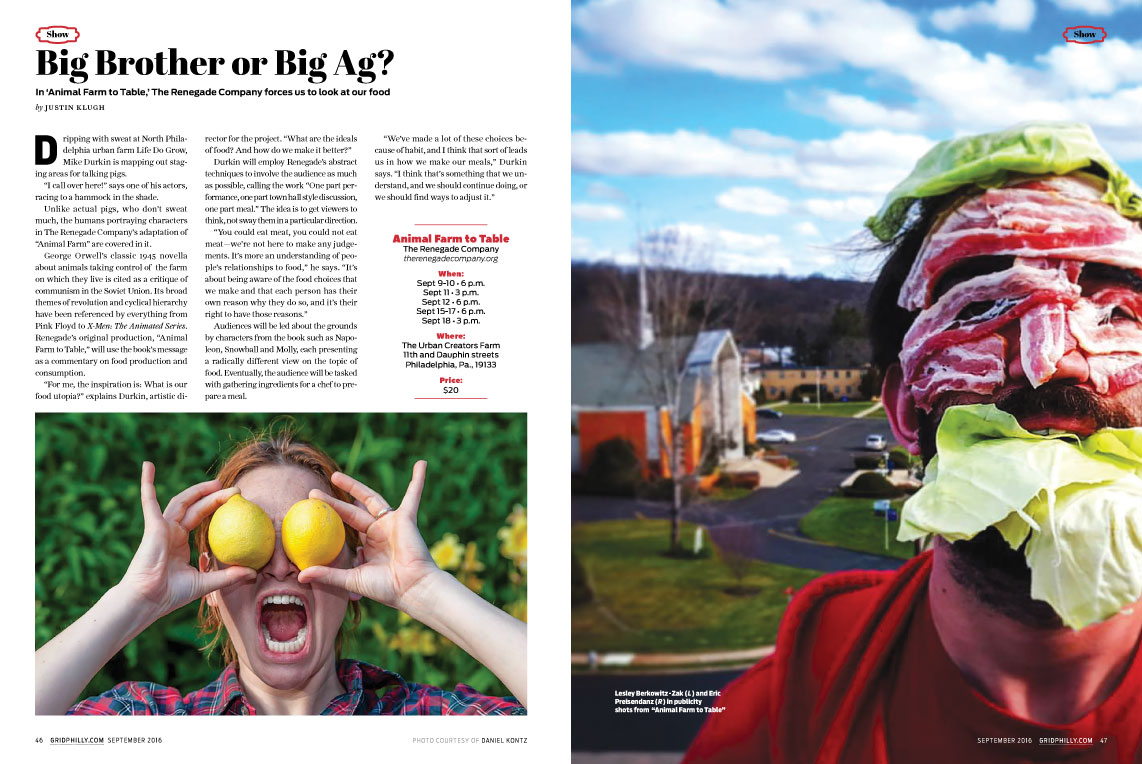 Show
Big Brother or Big Ag?
In ‘Animal Farm to Table,’ The Renegade Company forces us to look at our food
by JUSTIN KLUGH
Dripping with sweat at North Phila-
delphia urban farm Life Do Grow,
Mike Durkin is mapping out stag-
ing areas for talking pigs.
“I call over here!” says one of his actors,
racing to a hammock in the shade.
Unlike actual pigs, who don’t sweat
much, the humans portraying characters
in The Renegade Company’s adaptation of
“Animal Farm” are covered in it.
George Orwell’s classic 1945 novella
about animals taking control of the farm
on which they live is cited as a critique of
communism in the Soviet Union. Its broad
themes of revolution and cyclical hierarchy
have been referenced by everything from
Pink Floyd to X-Men: The Animated Series.
Renegade’s original production, “Animal
Farm to Table,” will use the book’s message
as a commentary on food production and
consumption.
“For me, the inspiration is: What is our
food utopia?” explains Durkin, artistic di-
rector for the project. “What are the ideals
of food? And how do we make it better?”
Durkin will employ Renegade’s abstract
techniques to involve the audience as much
as possible, calling the work “One part per-
formance, one part town hall style discussion,
one part meal.” The idea is to get viewers to
think, not sway them in a particular direction.
“You could eat meat, you could not eat
meat—we’re not here to make any judge-
ments. It’s more an understanding of peo-
ple’s relationships to food,” he says. “It’s
about being aware of the food choices that
we make and that each person has their
own reason why they do so, and it’s their
right to have those reasons.”
Audiences will be led about the grounds
by characters from the book such as Napo-
leon, Snowball and Molly, each presenting
a radically different view on the topic of
food. Eventually, the audience will be tasked
with gathering ingredients for a chef to pre-
pare a meal.
“We’ve made a lot of these choices be-
cause of habit, and I think that sort of leads
us in how we make our meals,” Durkin
says. “I think that’s something that we un-
derstand, and we should continue doing, or
we should find ways to adjust it.”
Animal Farm to Table
The Renegade Company
therenegadecompany.org
When:
Sept 9-10 • 6 p.m.
Sept 11 • 3 p.m.
Sept 12 • 6 p.m.
Sept 15-17 • 6 p.m.
Sept 18 • 3 p.m.
Where:
The Urban Creators Farm
11th and Dauphin streets
Philadelphia, Pa., 19133
Price:
$20
46 GRIDPHILLY.COM SEPTEMBER 2016
PHOTO COURTESY OF DANIEL KONTZ
Show
Lesley Berkowitz-Zak (L) and Eric
Preisendanz (R) in publicity
shots from “Animal Farm to Table”
SEPTEMBER 2016 GRIDPHILLY.COM 47